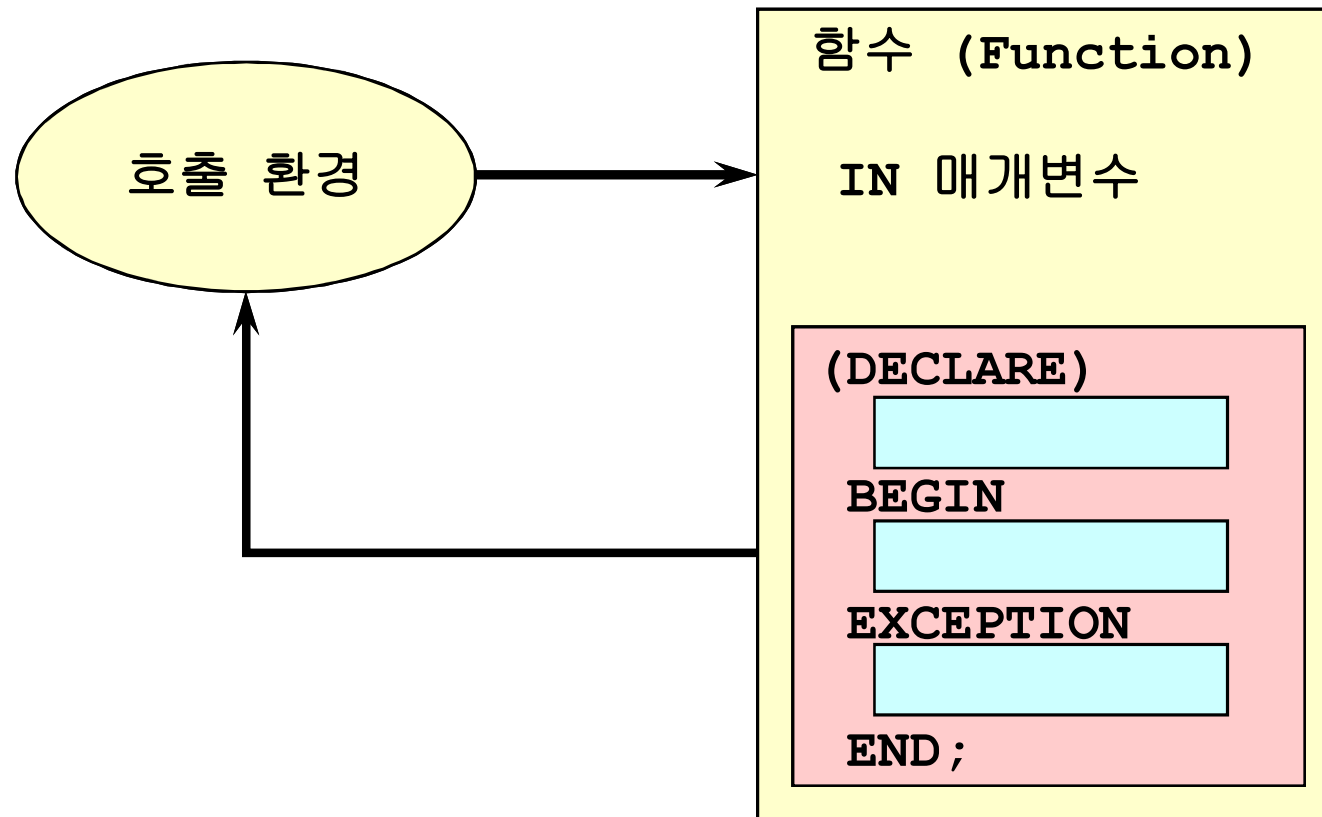 함수 (Function)
호출 환경
IN 매개변수
(DECLARE)
BEGIN
EXCEPTION
END;